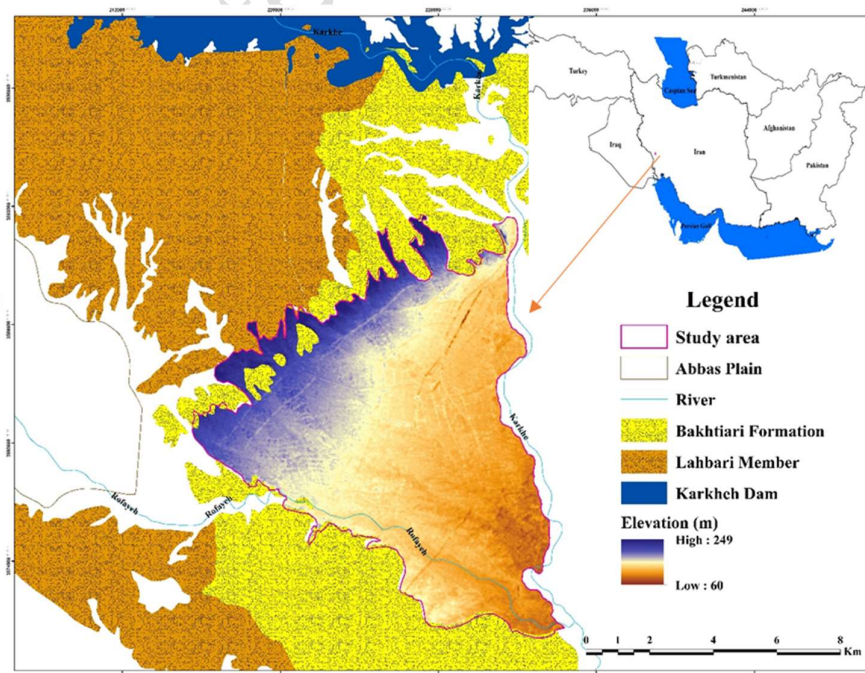 Karkhe
Karkhe
Turkey
Caspian Sea
Turkmenistan
Iraq
Iran
Afghanistan
Pakistan
Persian Gulf
Legend
Study area
Abbas Plain
River
Bakhtiari Formation
Lahbari Member
Karkhch Dam
Elevation (m)
High : 249
Low : 60
Karkhe
Rofayeh
Rofayeh
Rofayeh
0 1 2 4 6 8
Km